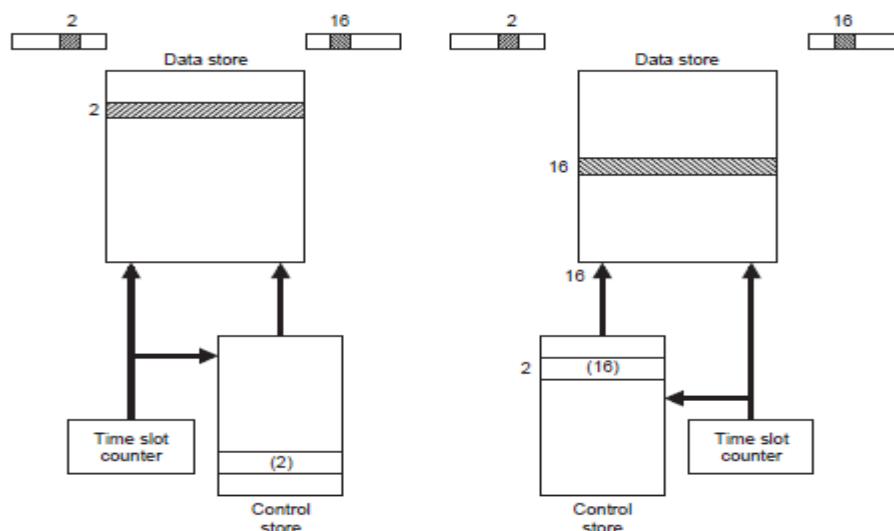 2
16
Data store
2
Time slot
counter
(2)
Control
store
2
16
Data store
16
16
2
(16)
Time slot
counter
Control
store